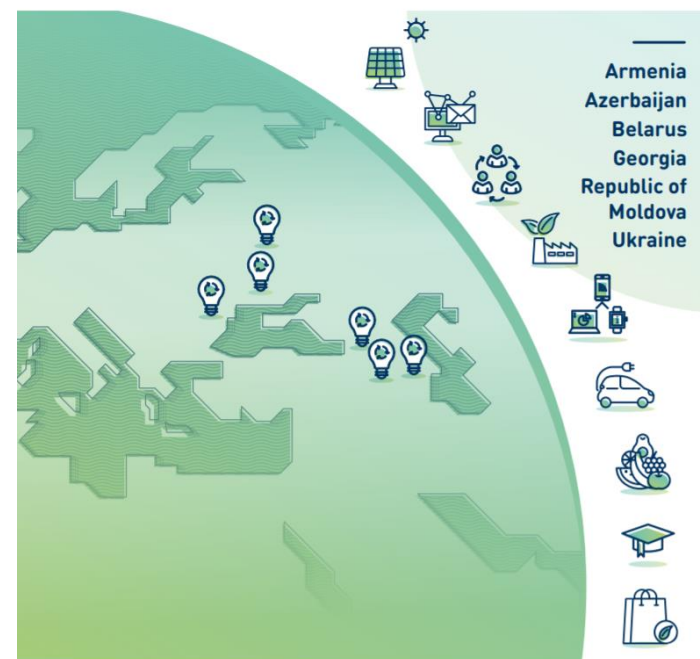 Armenia
Azerbaijan
Belarus
Georgia
Republic of
Moldova
Ukraine